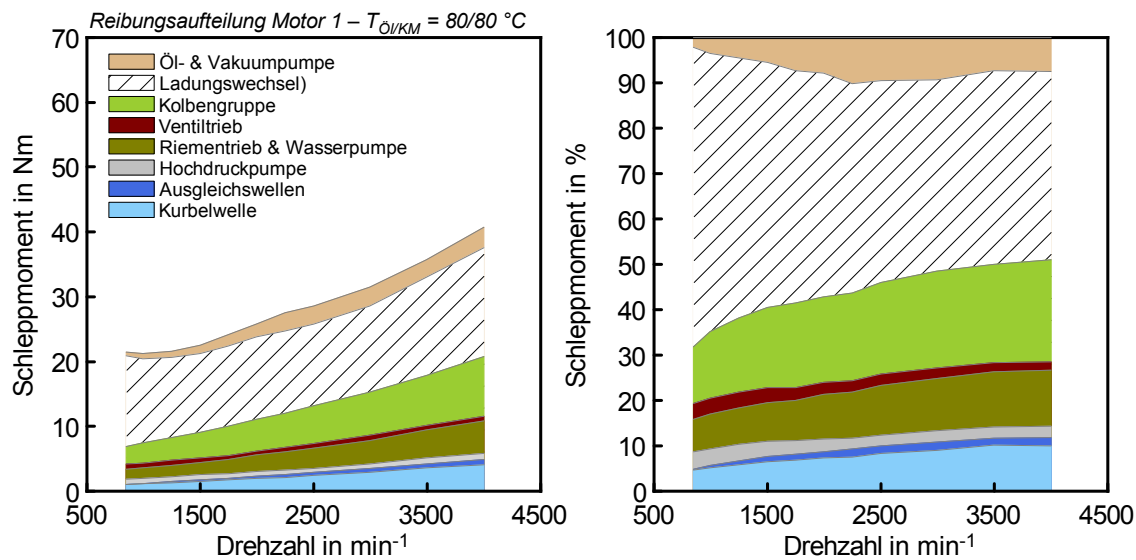 Reibungsaufteilung Motor 1 – TÖl/KM = 80/80 °C
70
60
50
40
30
20
10
0
Schleppmoment in Nm
Öl- & Vakuumpumpe
Ladungswechsel)
Kolbengruppe
Ventiltrieb
Riementrieb & Wasserpumpe
Hochdruckpumpe
Ausgleichswellen
Kurbelwelle
500 1500 2500 3500 4500
Drehzahl in min-1
100
90
80
70
60
50
40
30
20
10
0
Schleppmoment in %
500 1500 2500 3500 4500
Drehzahl in min-1